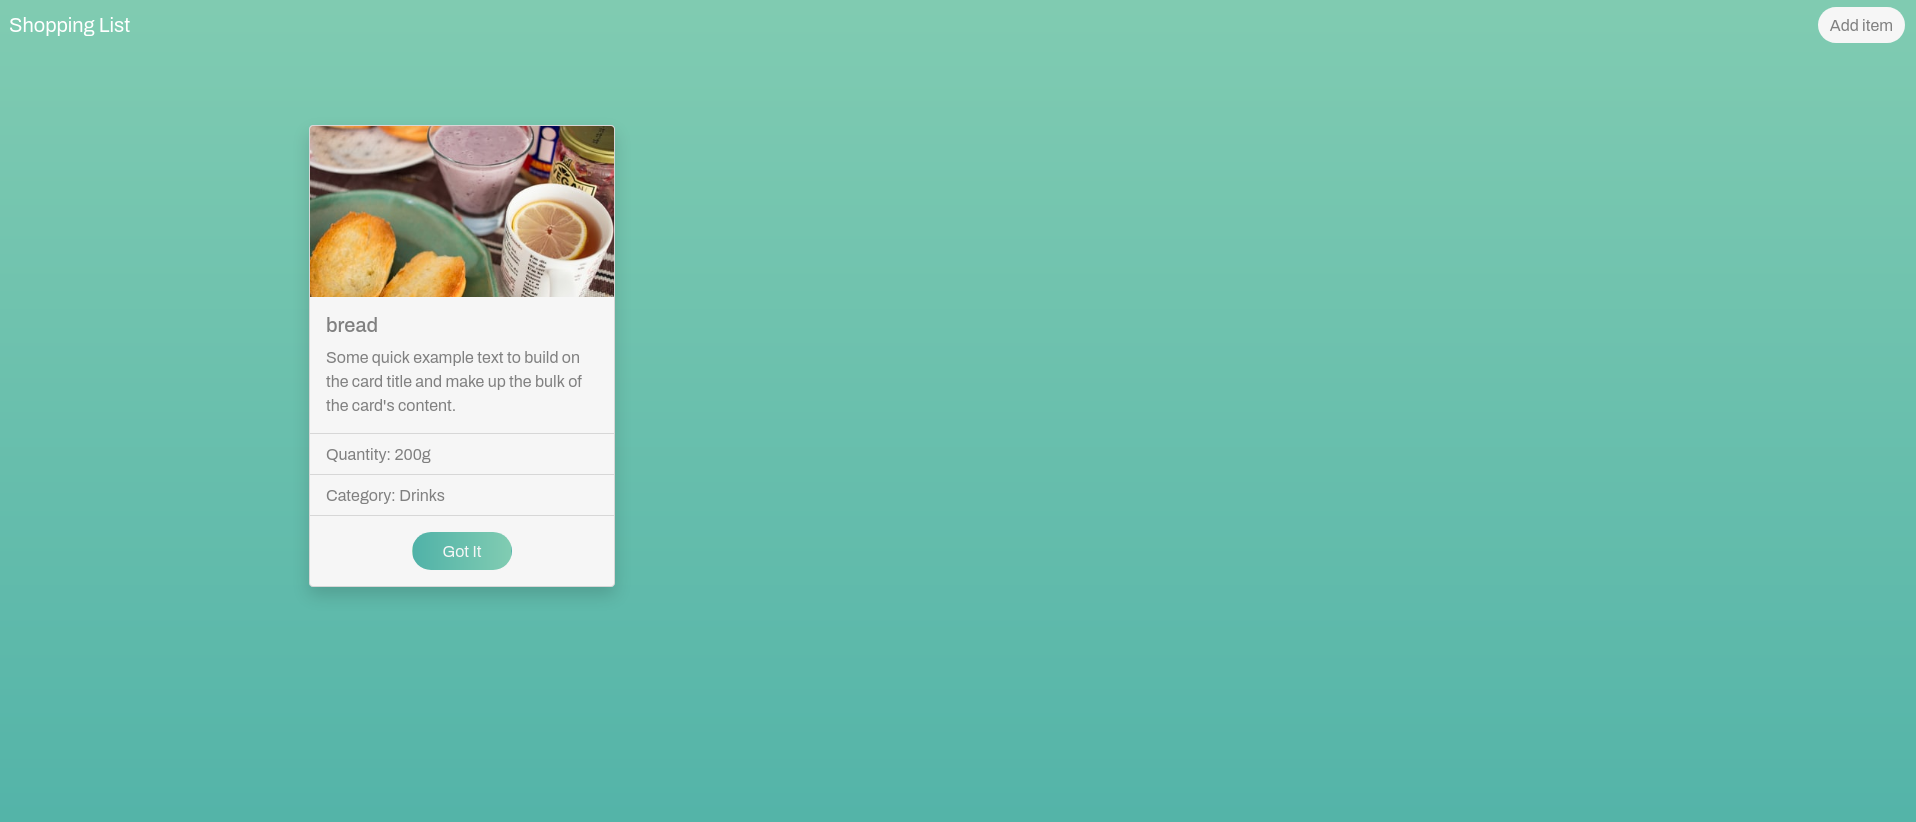 Shopping List
Add item
bread
Some quick example text to build on
the card title and make up the bulk of
the card's content.
Quantity: 200g
Category: Drinks
Got It